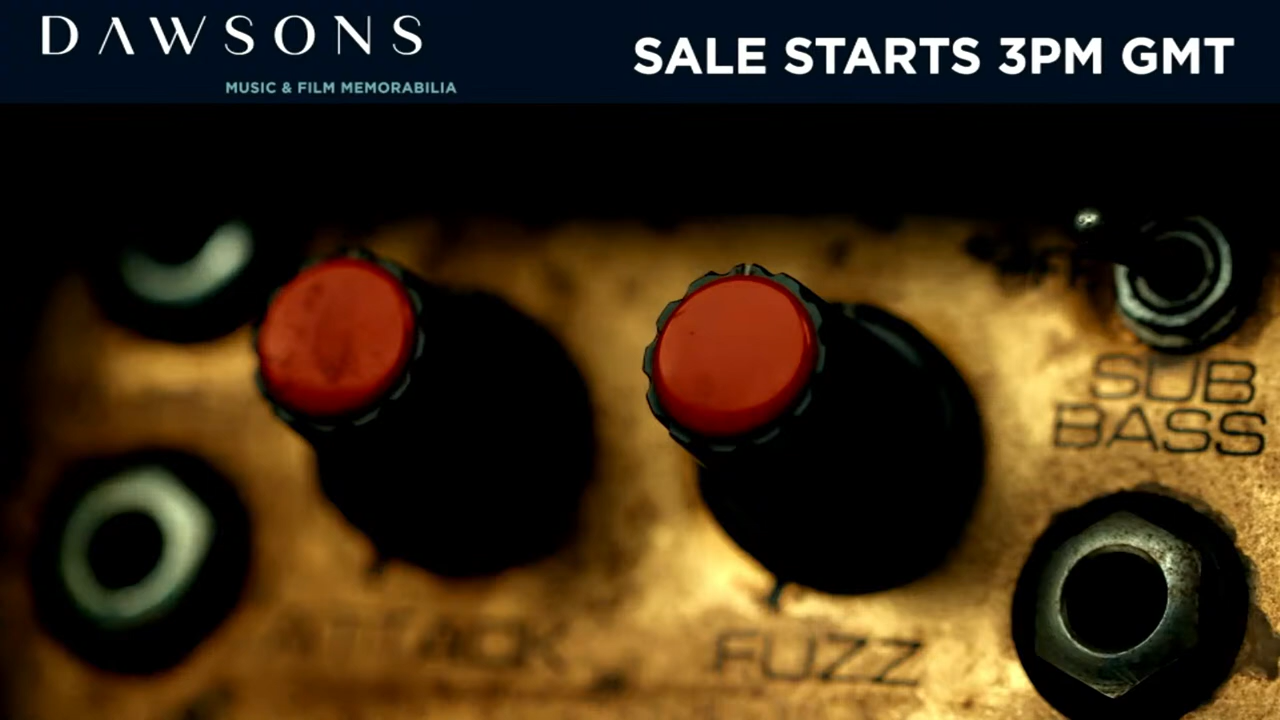 DAWSONS
MUSIC & FILM MEMORABILIA
SALE STARTS 3PM GMT
SUB
BASS
ATTACK
FUZZ